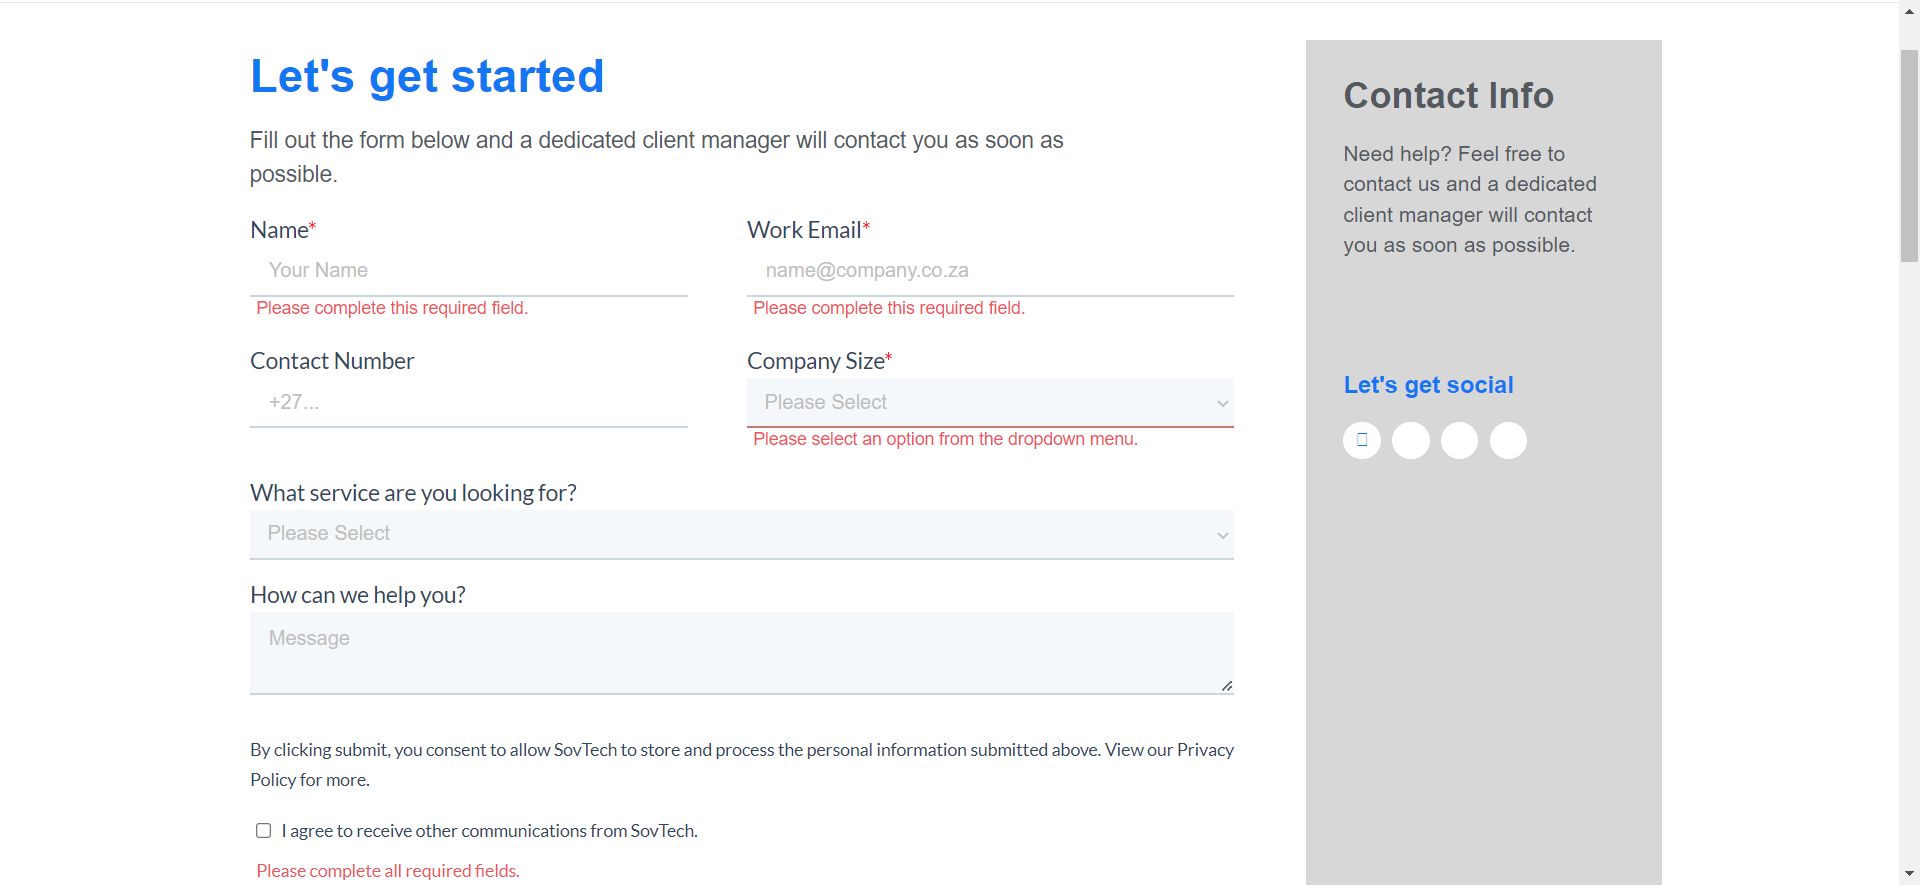 Let's get started
Fill out the form below and a dedicated client manager will contact you as soon as
possible.
Name*
Your Name
Please complete this required field.
Work Email*
name@company.co.za
Please complete this required field.
Contact Number
+27...
Company Size*
Please Select
Please select an option from the dropdown menu.
What service are you looking for?
Please Select
How can we help you?
Message
By clicking submit, you consent to allow SovTech to store and process the personal information submitted above. View our Privacy
Policy for more.
I agree to receive other communications from SovTech.
Please complete all required fields.
Contact Info
Need help? Feel free to
contact us and a dedicated
client manager will contact
you as soon as possible.
Let's get social